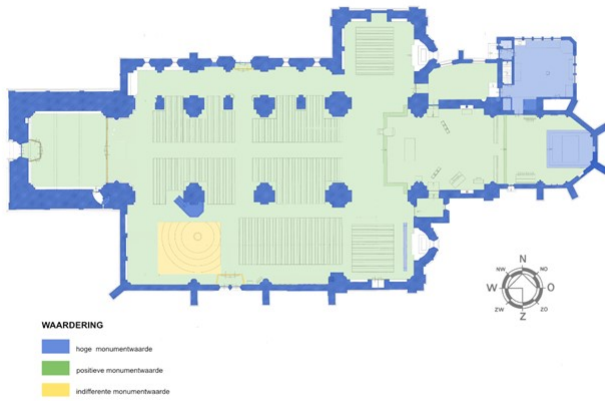 N
NW NO
W O
ZW ZO
Z
WAARDERING
hoge monumentwaarde
positieve monumentwaarde
indifferente monumentwaarde